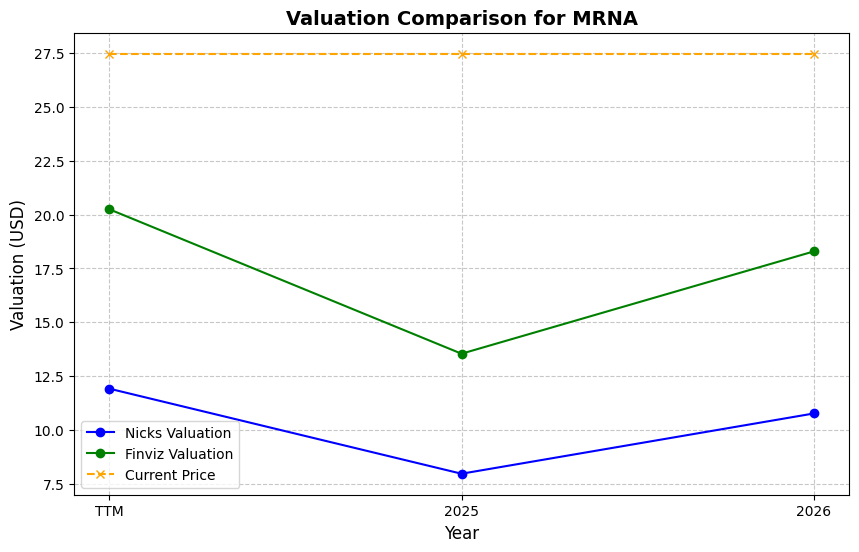 Valuation Comparison for MRNA
Valuation (USD)
27.5
25.0
22.5
20.0
17.5
15.0
12.5
10.0
7.5
Nicks Valuation
Finviz Valuation
Current Price
TTM
2025
2026
Year